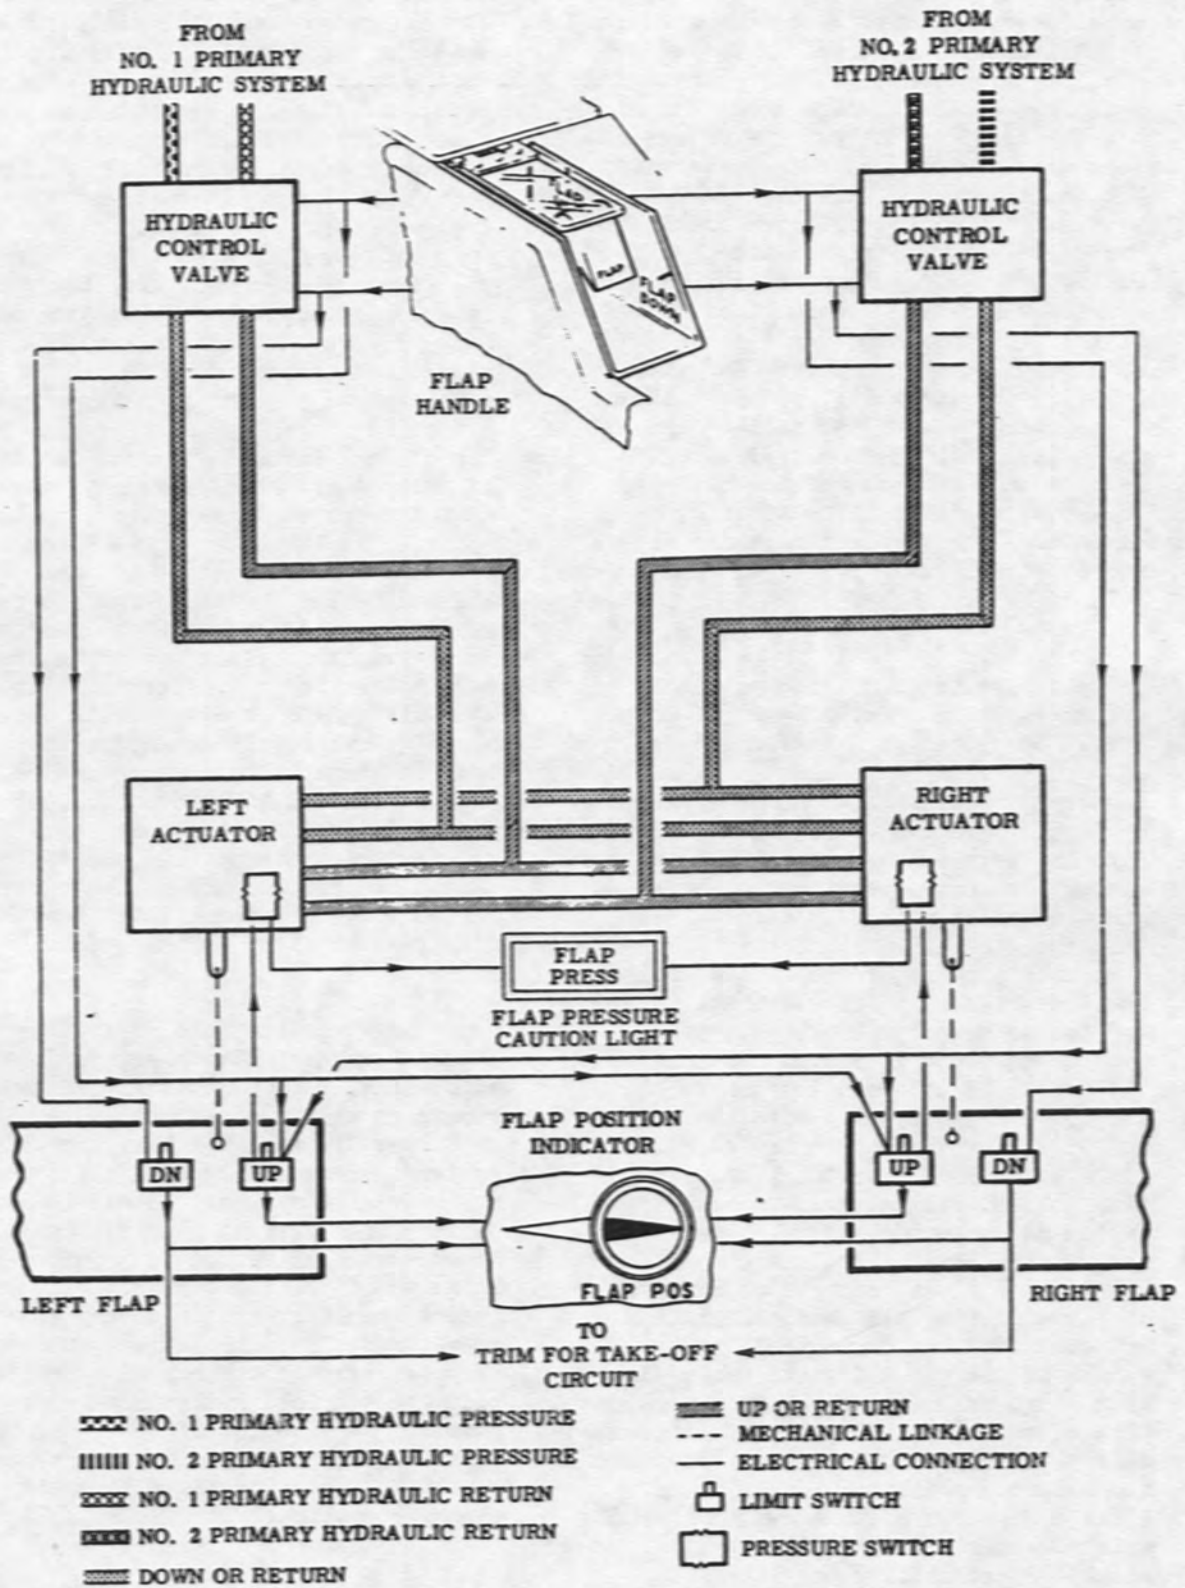 FROM
NO. 1 PRIMARY
HYDRAULIC SYSTEM
FROM
NO. 2 PRIMARY
HYDRAULIC SYSTEM
HYDRAULIC
CONTROL
VALVE
HYDRAULIC
CONTROL
VALVE
FLAP
FLAP
DOWN
FLAP
HANDLE
LEFT
ACTUATOR
RIGHT
ACTUATOR
FLAP
PRESS
FLAP PRESSURE
CAUTION LIGHT
FLAP POSITION
INDICATOR
DN
UP
UP
DN
FLAP POS
LEFT FLAP
RIGHT FLAP
TO
TRIM FOR TAKE-OFF
CIRCUIT
NO. 1 PRIMARY HYDRAULIC PRESSURE
NO. 2 PRIMARY HYDRAULIC PRESSURE
NO. 1 PRIMARY HYDRAULIC RETURN
NO. 2 PRIMARY HYDRAULIC RETURN
DOWN OR RETURN
UP OR RETURN
MECHANICAL LINKAGE
ELECTRICAL CONNECTION
LIMIT SWITCH
PRESSURE SWITCH